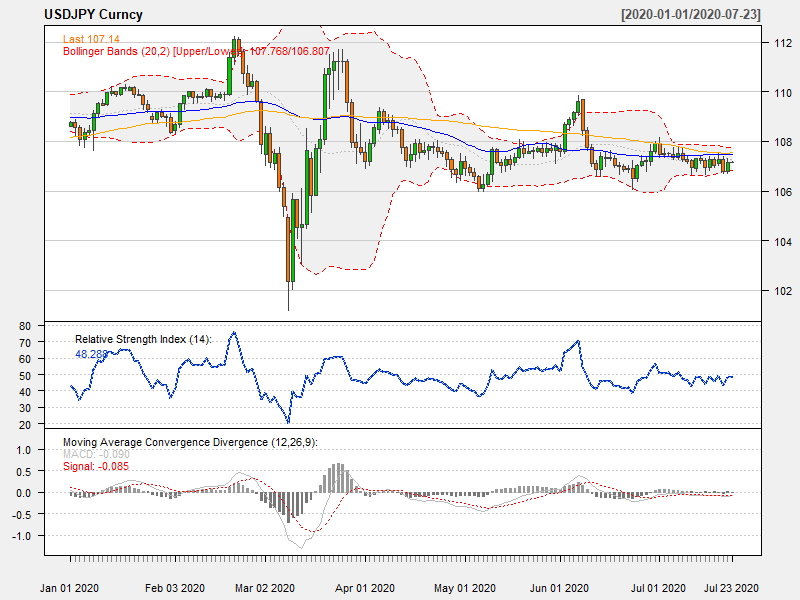 USDJPY Curncy [2020-01-01/2020-07-23]
Last 107.14
Bollinger Bands (20,2) [Upper/Lower]: 107.768/106.807
112
110
108
106
104
102
Relative Strength Index (14):
48.288
80
70
60
50
40
30
20
Moving Average Convergence Divergence (12,26,9):
MACD: -0.090
Signal: -0.085
1.0
0.5
0.0
-0.5
-1.0
Jan 01 2020 Feb 03 2020 Mar 02 2020 Apr 01 2020 May 01 2020 Jun 01 2020 Jul 01 2020 Jul 23 2020